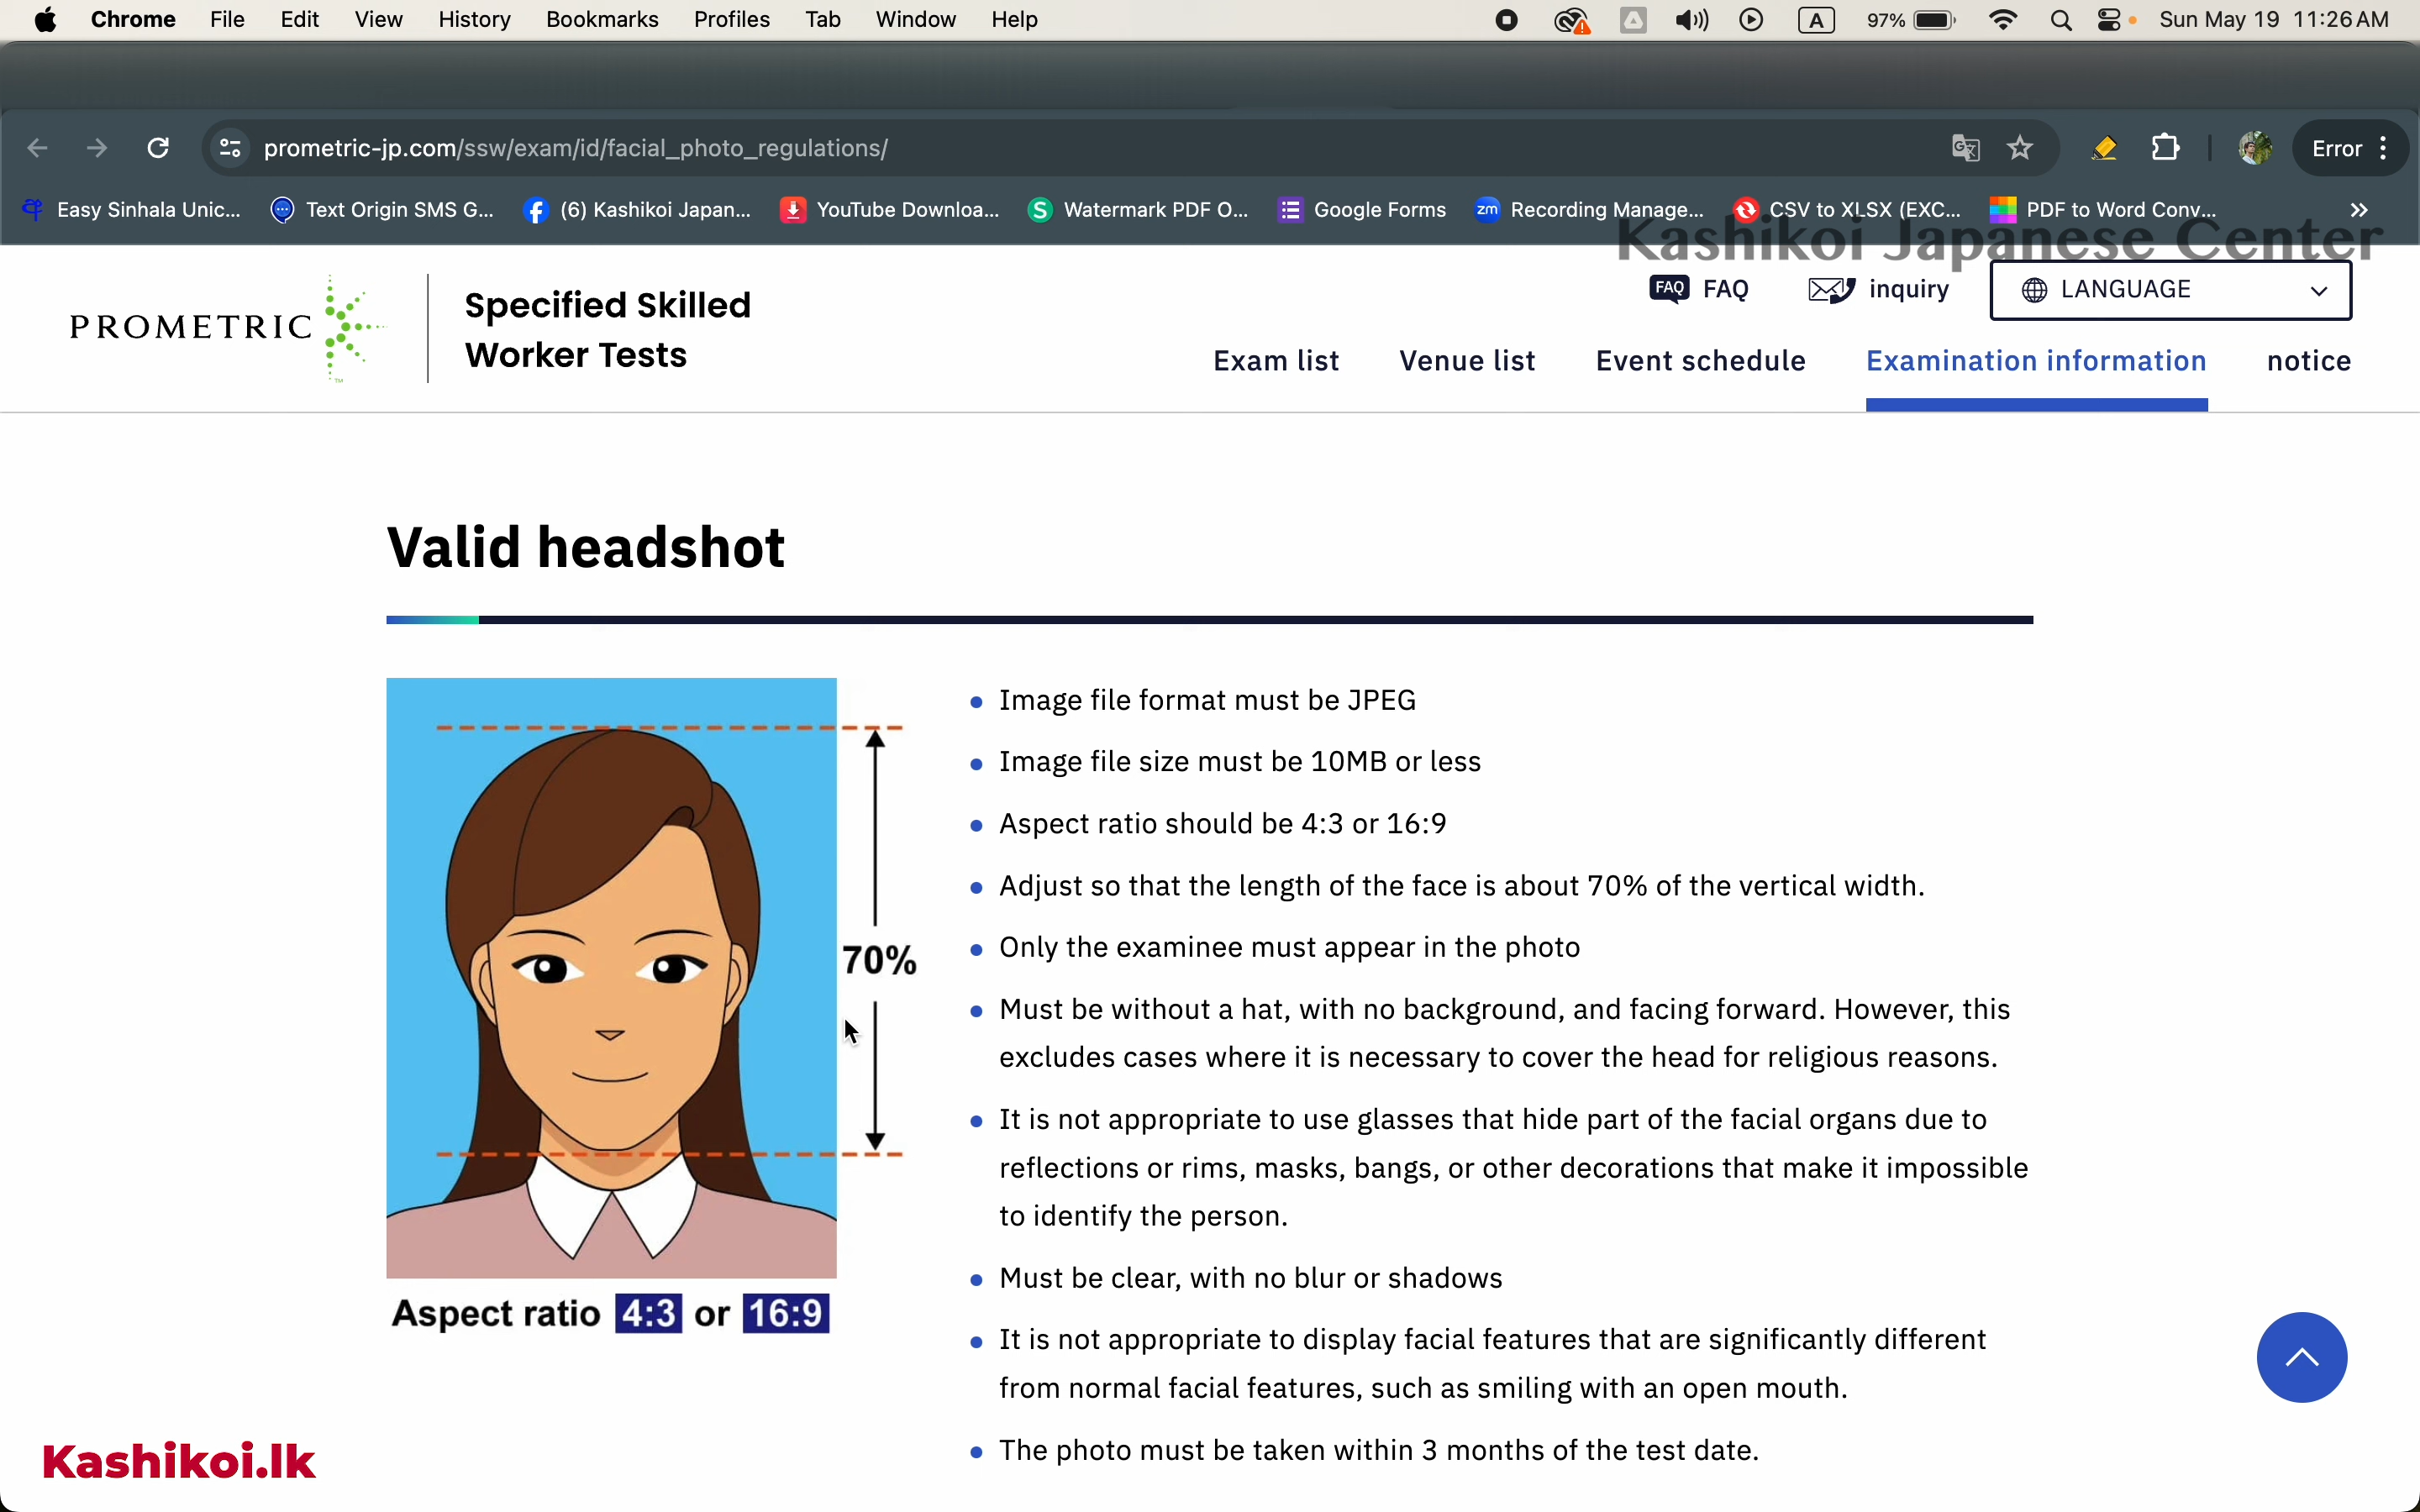 Chrome File Edit View History Bookmarks Profiles Tab Window Help A 97% Sun May 19 11:26 AM
prometric-jp.com/ssw/exam/id/facial_photo_regulations/ Error
Easy Sinhala Unic... Text Origin SMS G... (6) Kashikoi Japan... YouTube Downloa... Watermark PDF O... Google Forms zm Recording Manage... CSV to XLSX (EXC... PDF to Word Conv...
Kashikoi Japanese Center
PROMETRIC™
Specified Skilled
Worker Tests
FAQ FAQ inquiry LANGUAGE
Exam list Venue list Event schedule Examination information notice
Valid headshot
70%
Aspect ratio 4:3 or 16:9
Image file format must be JPEG
Image file size must be 10MB or less
Aspect ratio should be 4:3 or 16:9
Adjust so that the length of the face is about 70% of the vertical width.
Only the examinee must appear in the photo
Must be without a hat, with no background, and facing forward. However, this
excludes cases where it is necessary to cover the head for religious reasons.
It is not appropriate to use glasses that hide part of the facial organs due to
reflections or rims, masks, bangs, or other decorations that make it impossible
to identify the person.
Must be clear, with no blur or shadows
It is not appropriate to display facial features that are significantly different
from normal facial features, such as smiling with an open mouth.
The photo must be taken within 3 months of the test date.
Kashikoi.lk